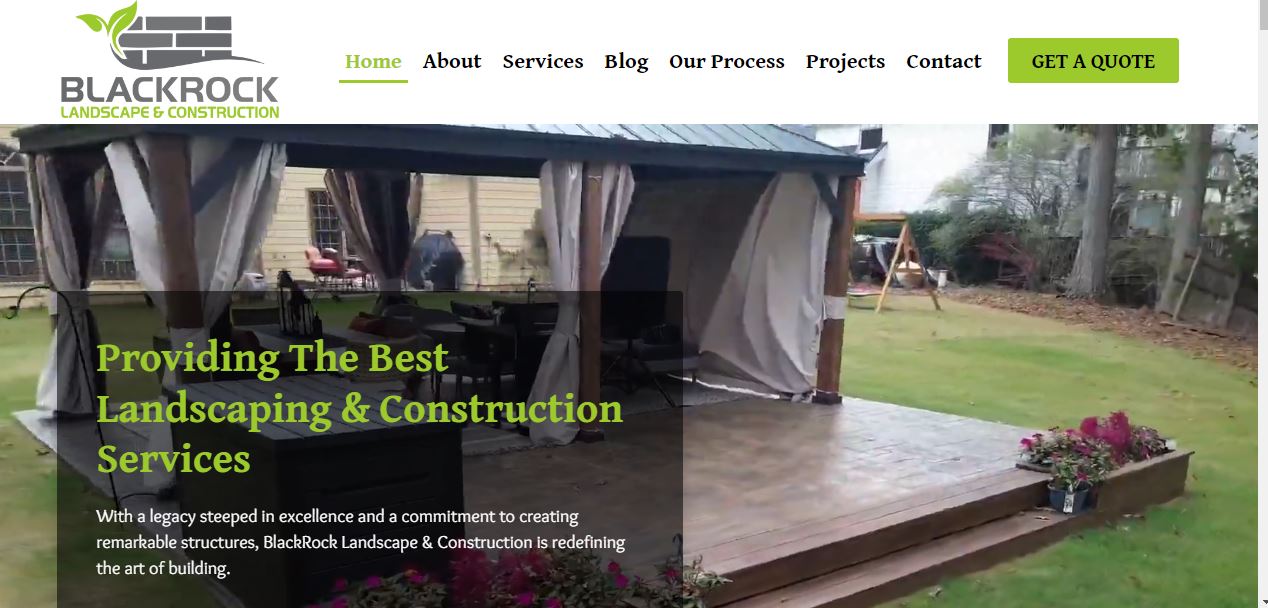 BLACKROCK
LANDSCAPE & CONSTRUCTION
Home About Services Blog Our Process Projects Contact GET A QUOTE
Providing The Best
Landscaping & Construction
Services
With a legacy steeped in excellence and a commitment to creating
remarkable structures, BlackRock Landscape & Construction is redefining
the art of building.